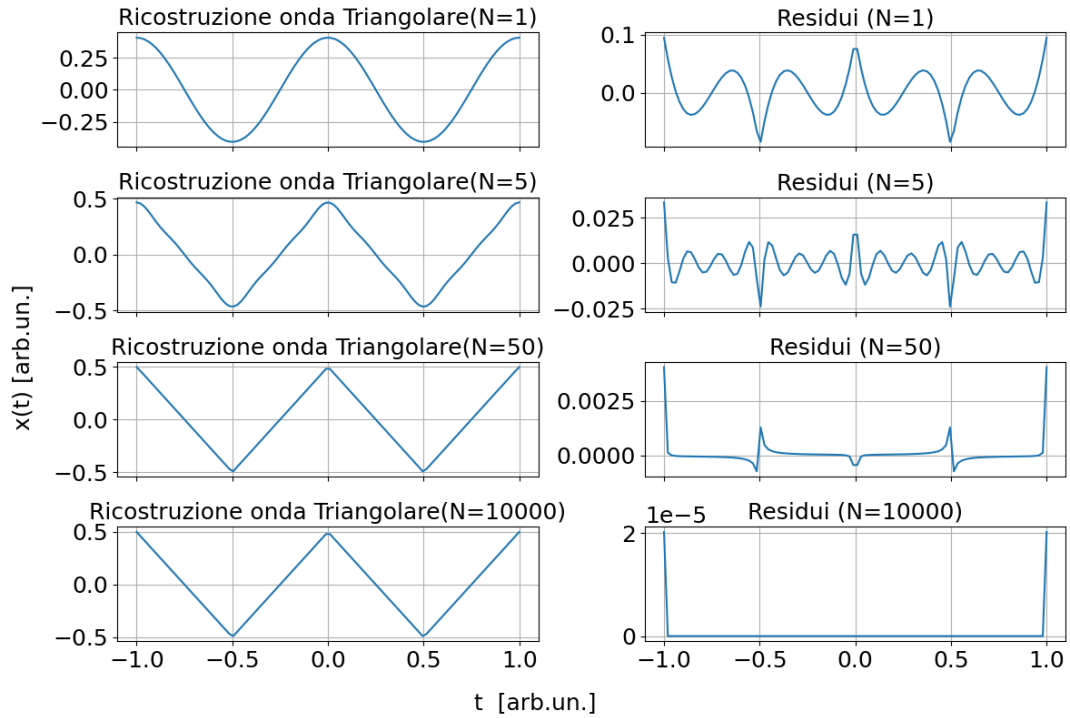 Ricostruzione onda Triangolare(N=1)
0.25
0.00
−0.25
Residui (N=1)
0.1
0.0
Ricostruzione onda Triangolare(N=5)
0.5
0.0
−0.5
Residui (N=5)
0.025
0.000
−0.025
Ricostruzione onda Triangolare(N=50)
0.5
0.0
−0.5
Residui (N=50)
0.0025
0.0000
Ricostruzione onda Triangolare(N=10000)
0.5
0.0
−0.5
−1.0 −0.5 0.0 0.5 1.0
Residui (N=10000)
1e−5
2
0
−1.0 −0.5 0.0 0.5 1.0
x(t) [arb.un.]
t [arb.un.]